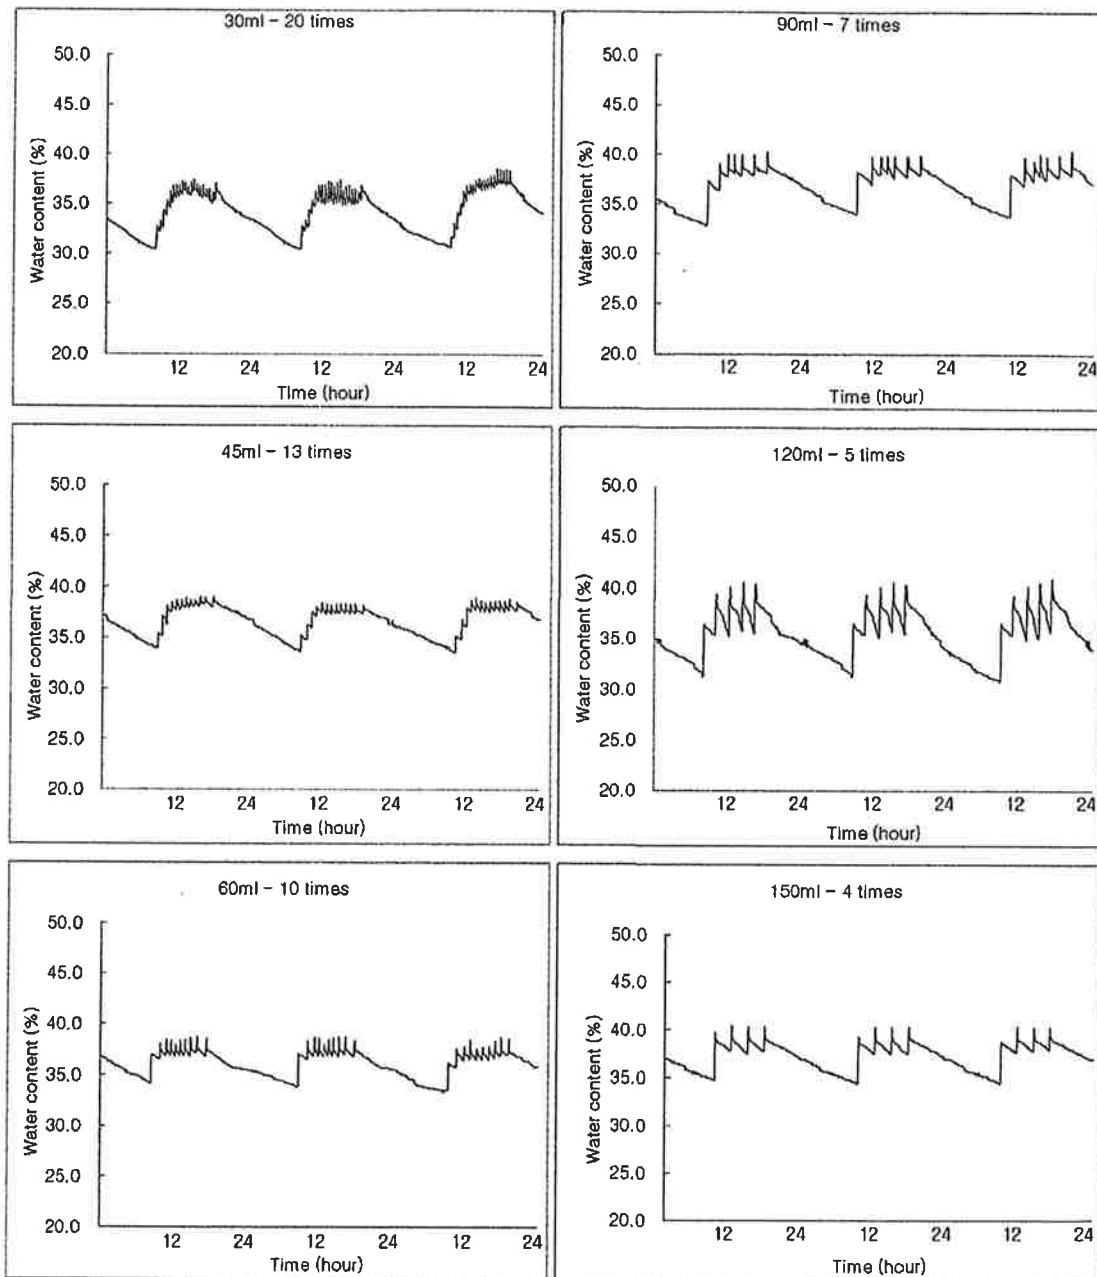 30ml - 20 times
50.0
45.0
40.0
35.0
30.0
25.0
20.0
Water content (%)
12 24 12 24 12 24
Time (hour)
90ml - 7 times
50.0
45.0
40.0
35.0
30.0
25.0
20.0
Water content (%)
12 24 12 24 12 24
Time (hour)
45ml - 13 times
50.0
45.0
40.0
35.0
30.0
25.0
20.0
Water content (%)
12 24 12 24 12 24
Time (hour)
120ml - 5 times
50.0
45.0
40.0
35.0
30.0
25.0
20.0
Water content (%)
12 24 12 24 12 24
Time (hour)
60ml - 10 times
50.0
45.0
40.0
35.0
30.0
25.0
20.0
Water content (%)
12 24 12 24 12 24
Time (hour)
150ml - 4 times
50.0
45.0
40.0
35.0
30.0
25.0
20.0
Water content (%)
12 24 12 24 12 24
Time (hour)